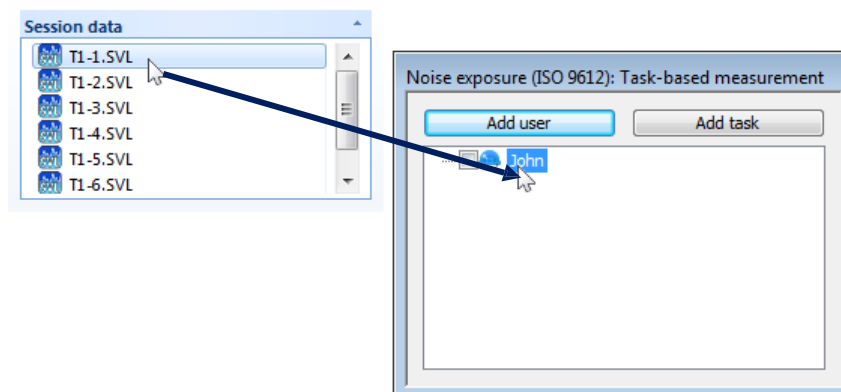 Session data
T1-1.SVL
T1-2.SVL
T1-3.SVL
T1-4.SVL
T1-5.SVL
T1-6.SVL
Noise exposure (ISO 9612): Task-based measurement
Add user Add task
John